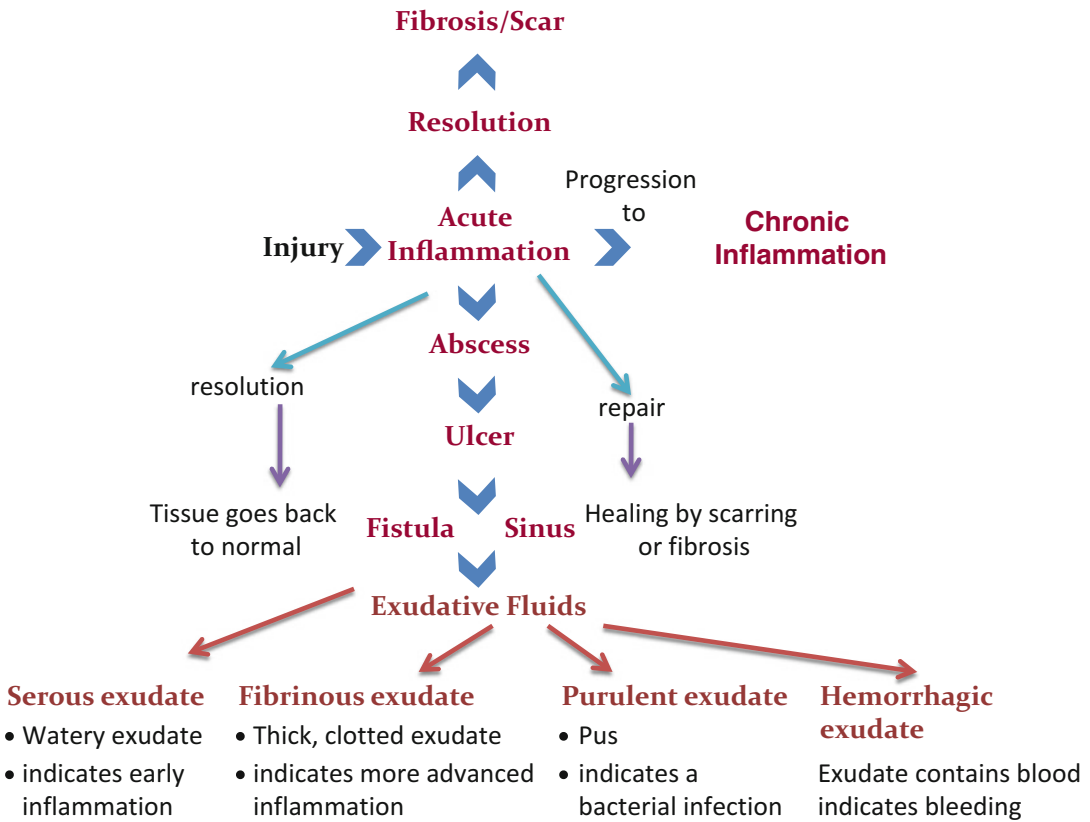 Fibrosis/Scar
Resolution
Progression
to
Injury
Acute
Inflammation
Chronic
Inflammation
Abscess
resolution
repair
Ulcer
Tissue goes back
to normal
Fistula
Sinus
Healing by scarring
or fibrosis
Exudative Fluids
Serous exudate
• Watery exudate
• indicates early
inflammation
Fibrinous exudate
• Thick, clotted exudate
• indicates more advanced
inflammation
Purulent exudate
• Pus
• indicates a
bacterial infection
Hemorrhagic
exudate
Exudate contains blood
indicates bleeding